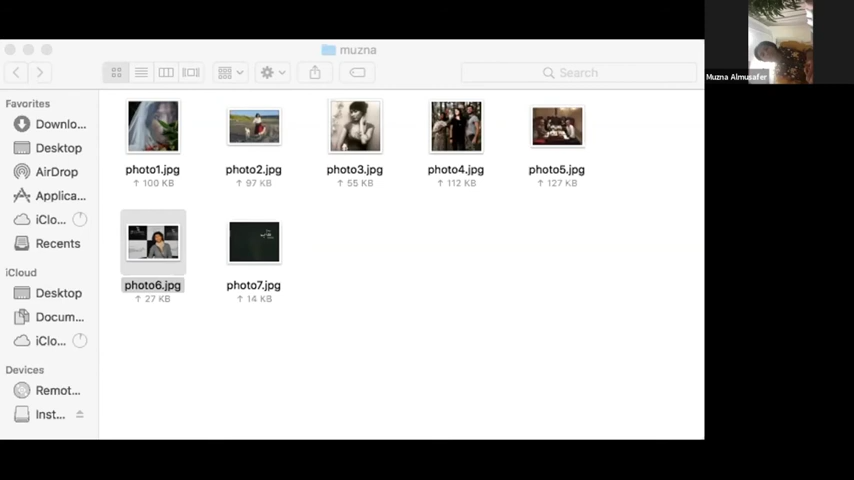 muzna
Search
Muzna Almusafer
Favorites
Downlo...
Desktop
AirDrop
Applica...
iClo...
Recents
iCloud
Desktop
Docum...
iClo...
Devices
Remot...
Inst...
photo1.jpg
100 KB
photo2.jpg
97 KB
photo3.jpg
55 KB
photo4.jpg
112 KB
photo5.jpg
127 KB
photo6.jpg
27 KB
photo7.jpg
14 KB